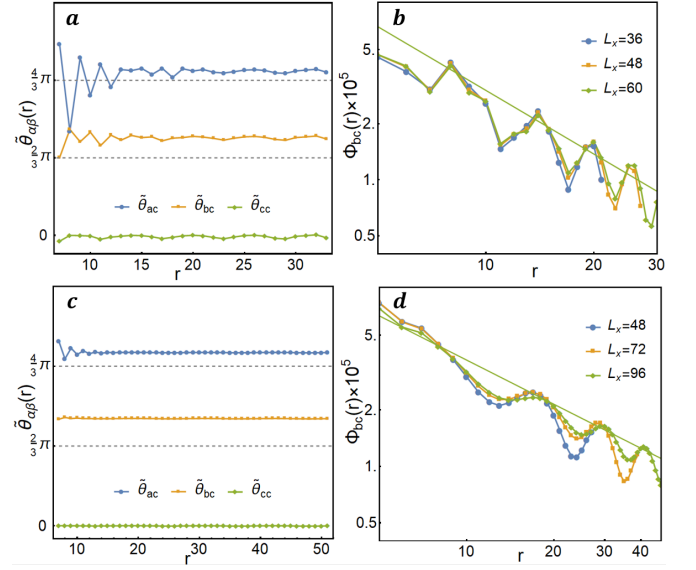 a
θ̃αβ(r)
4/3 π
2/3 π
0
θ̃ac θ̃bc θ̃cc
10 15 20 25 30
r
b
Φbc(r)×10⁵
5
2
1
0.5
Lx=36
Lx=48
Lx=60
10 20 30
r
c
θ̃αβ(r)
4/3 π
2/3 π
0
θ̃ac θ̃bc θ̃cc
10 20 30 40 50
r
d
Φbc(r)×10⁵
5
2
1
0.5
Lx=48
Lx=72
Lx=96
10 20 30 40
r